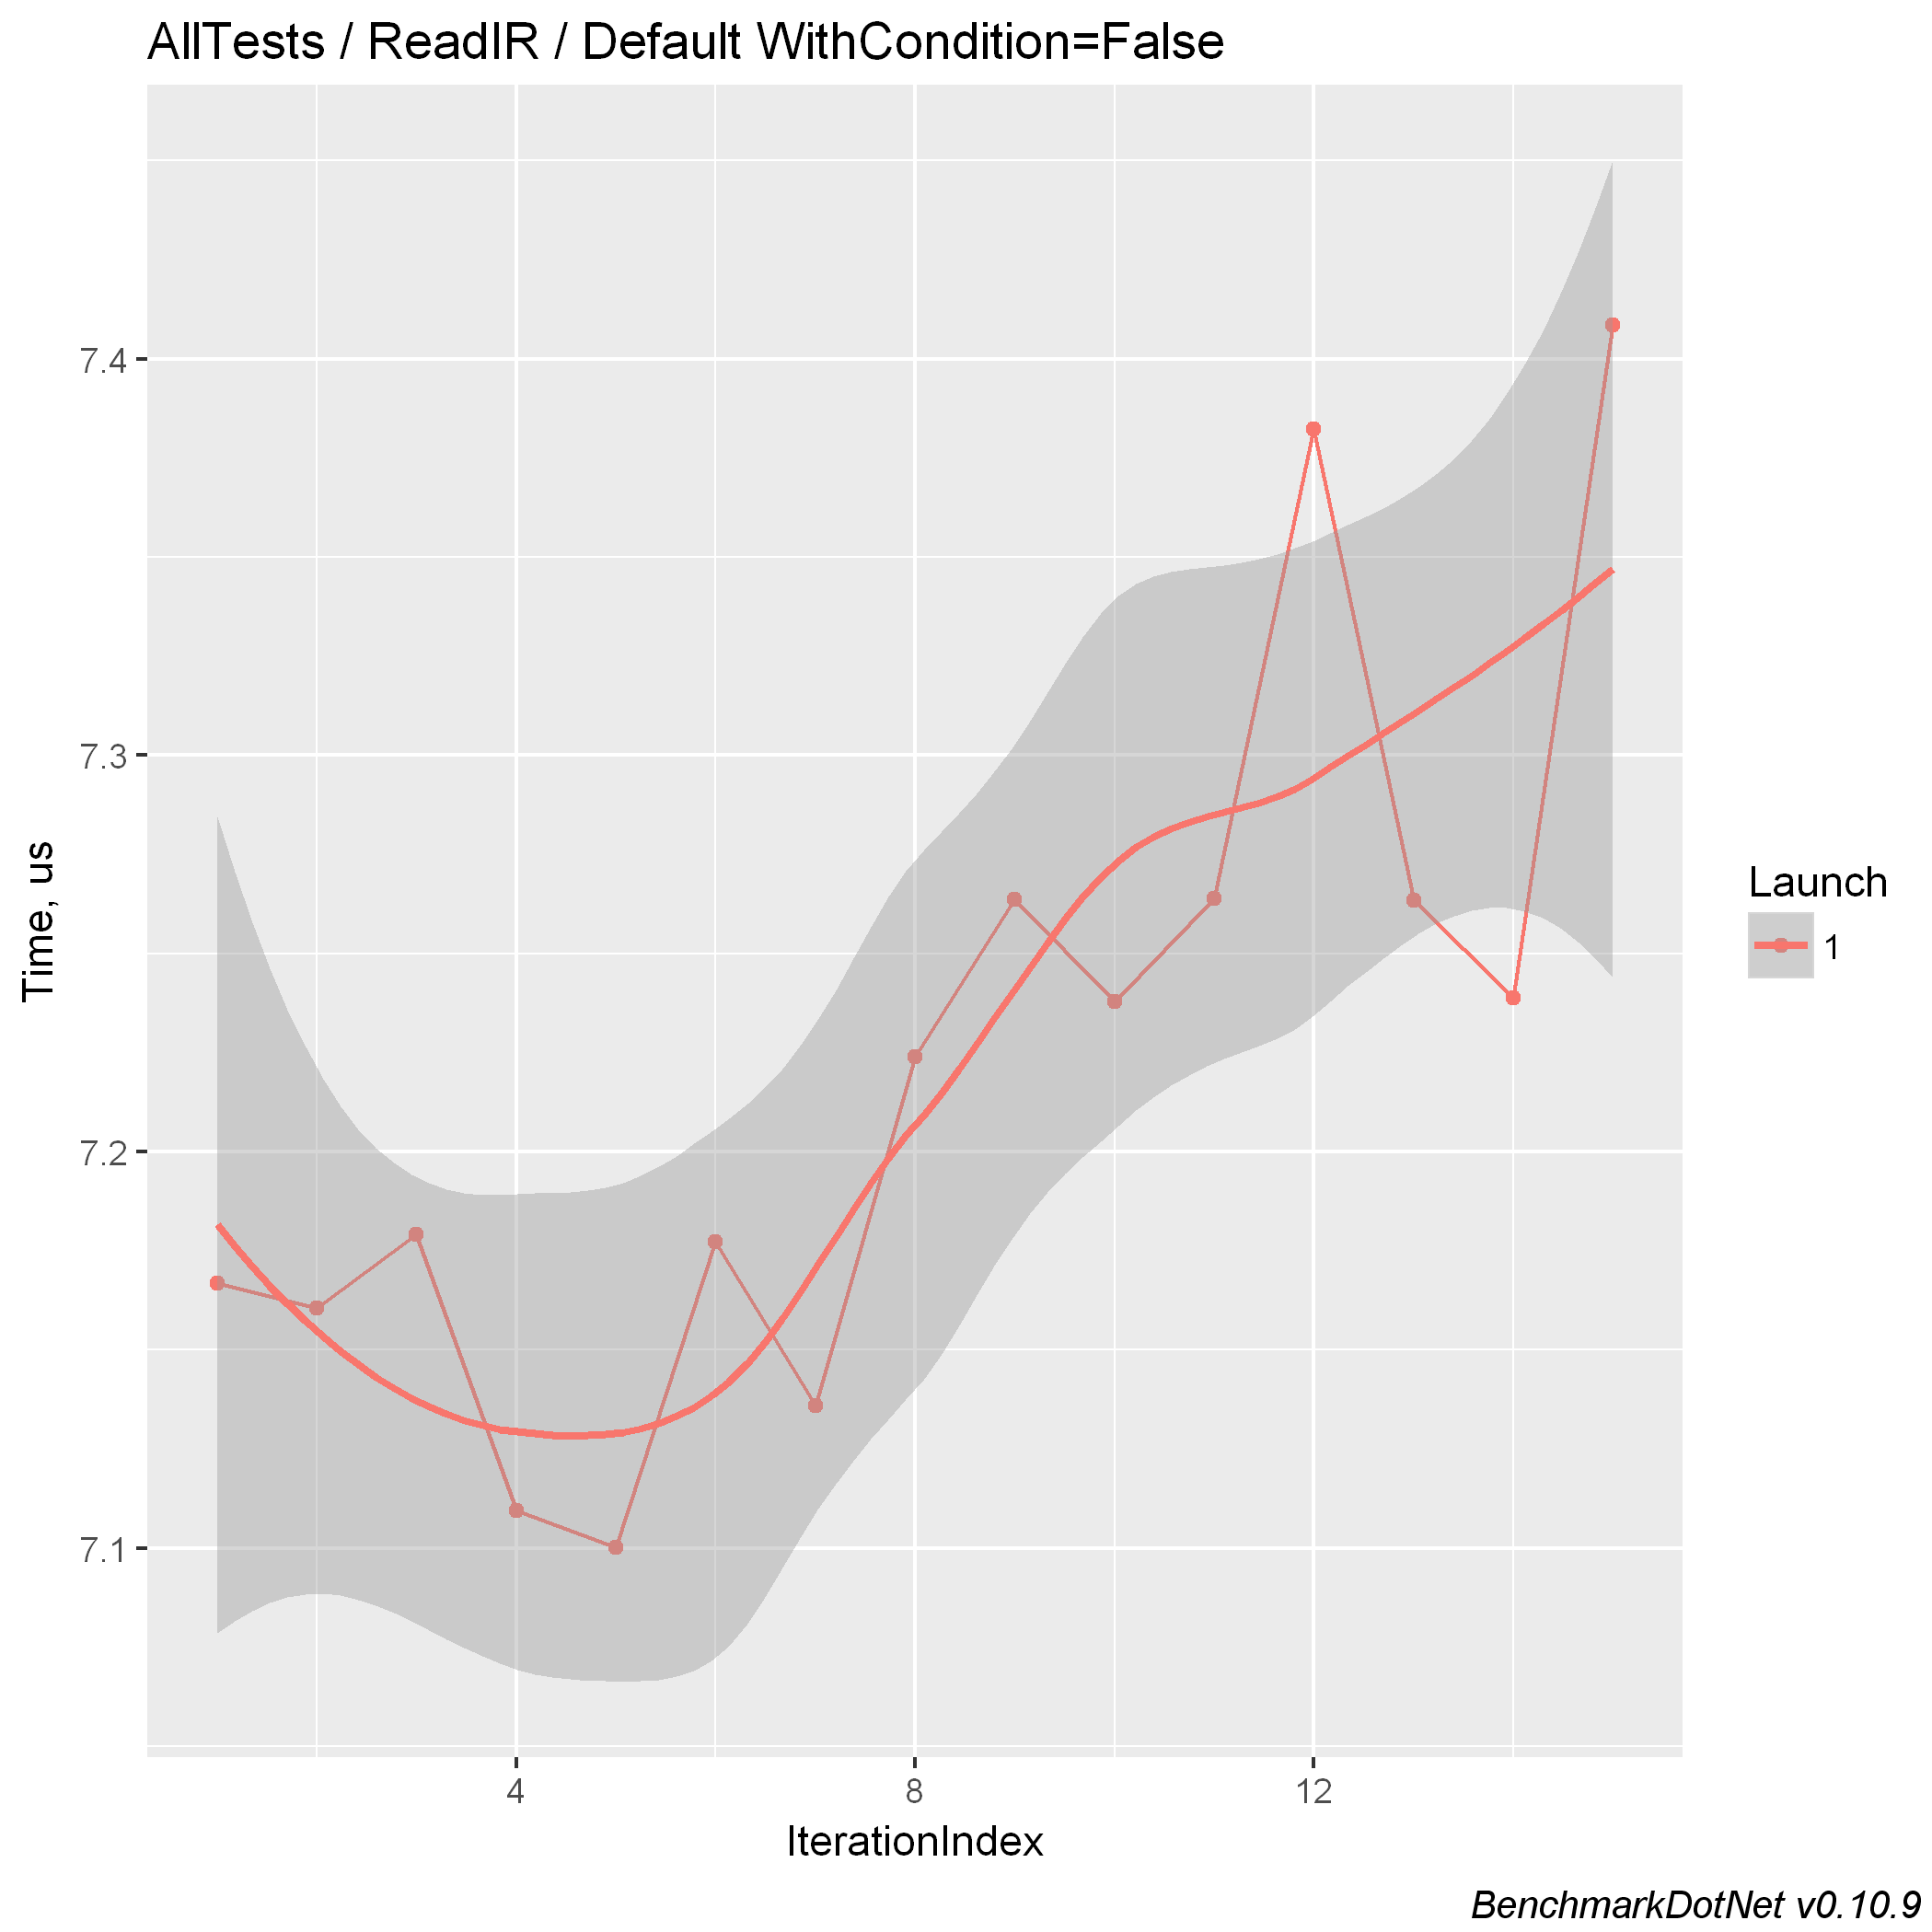 AllTests / ReadIR / Default WithCondition=False
Time, us
7.4
7.3
7.2
7.1
4
8
12
IterationIndex
Launch
1
BenchmarkDotNet v0.10.9